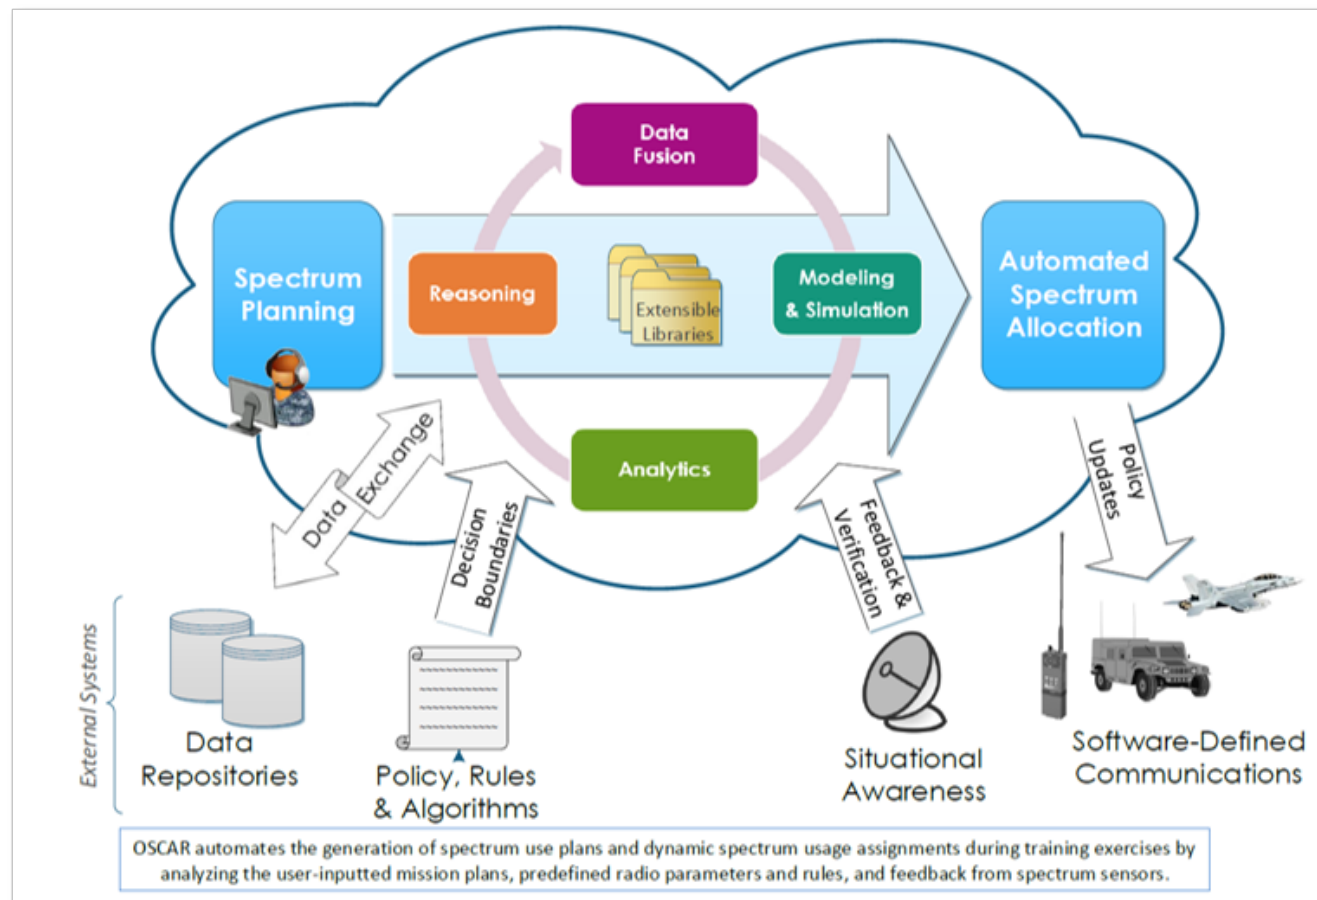 Data
Fusion
Spectrum
Planning
Reasoning
Extensible
Libraries
Modeling
& Simulation
Automated
Spectrum
Allocation
Analytics
Data
Exchange
Decision
Boundaries
Feedback &
Verification
Policy
Updates
External Systems
Data
Repositories
Policy, Rules
& Algorithms
Situational
Awareness
Software-Defined
Communications
OSCAR automates the generation of spectrum use plans and dynamic spectrum usage assignments during training exercises by
analyzing the user-inputted mission plans, predefined radio parameters and rules, and feedback from spectrum sensors.